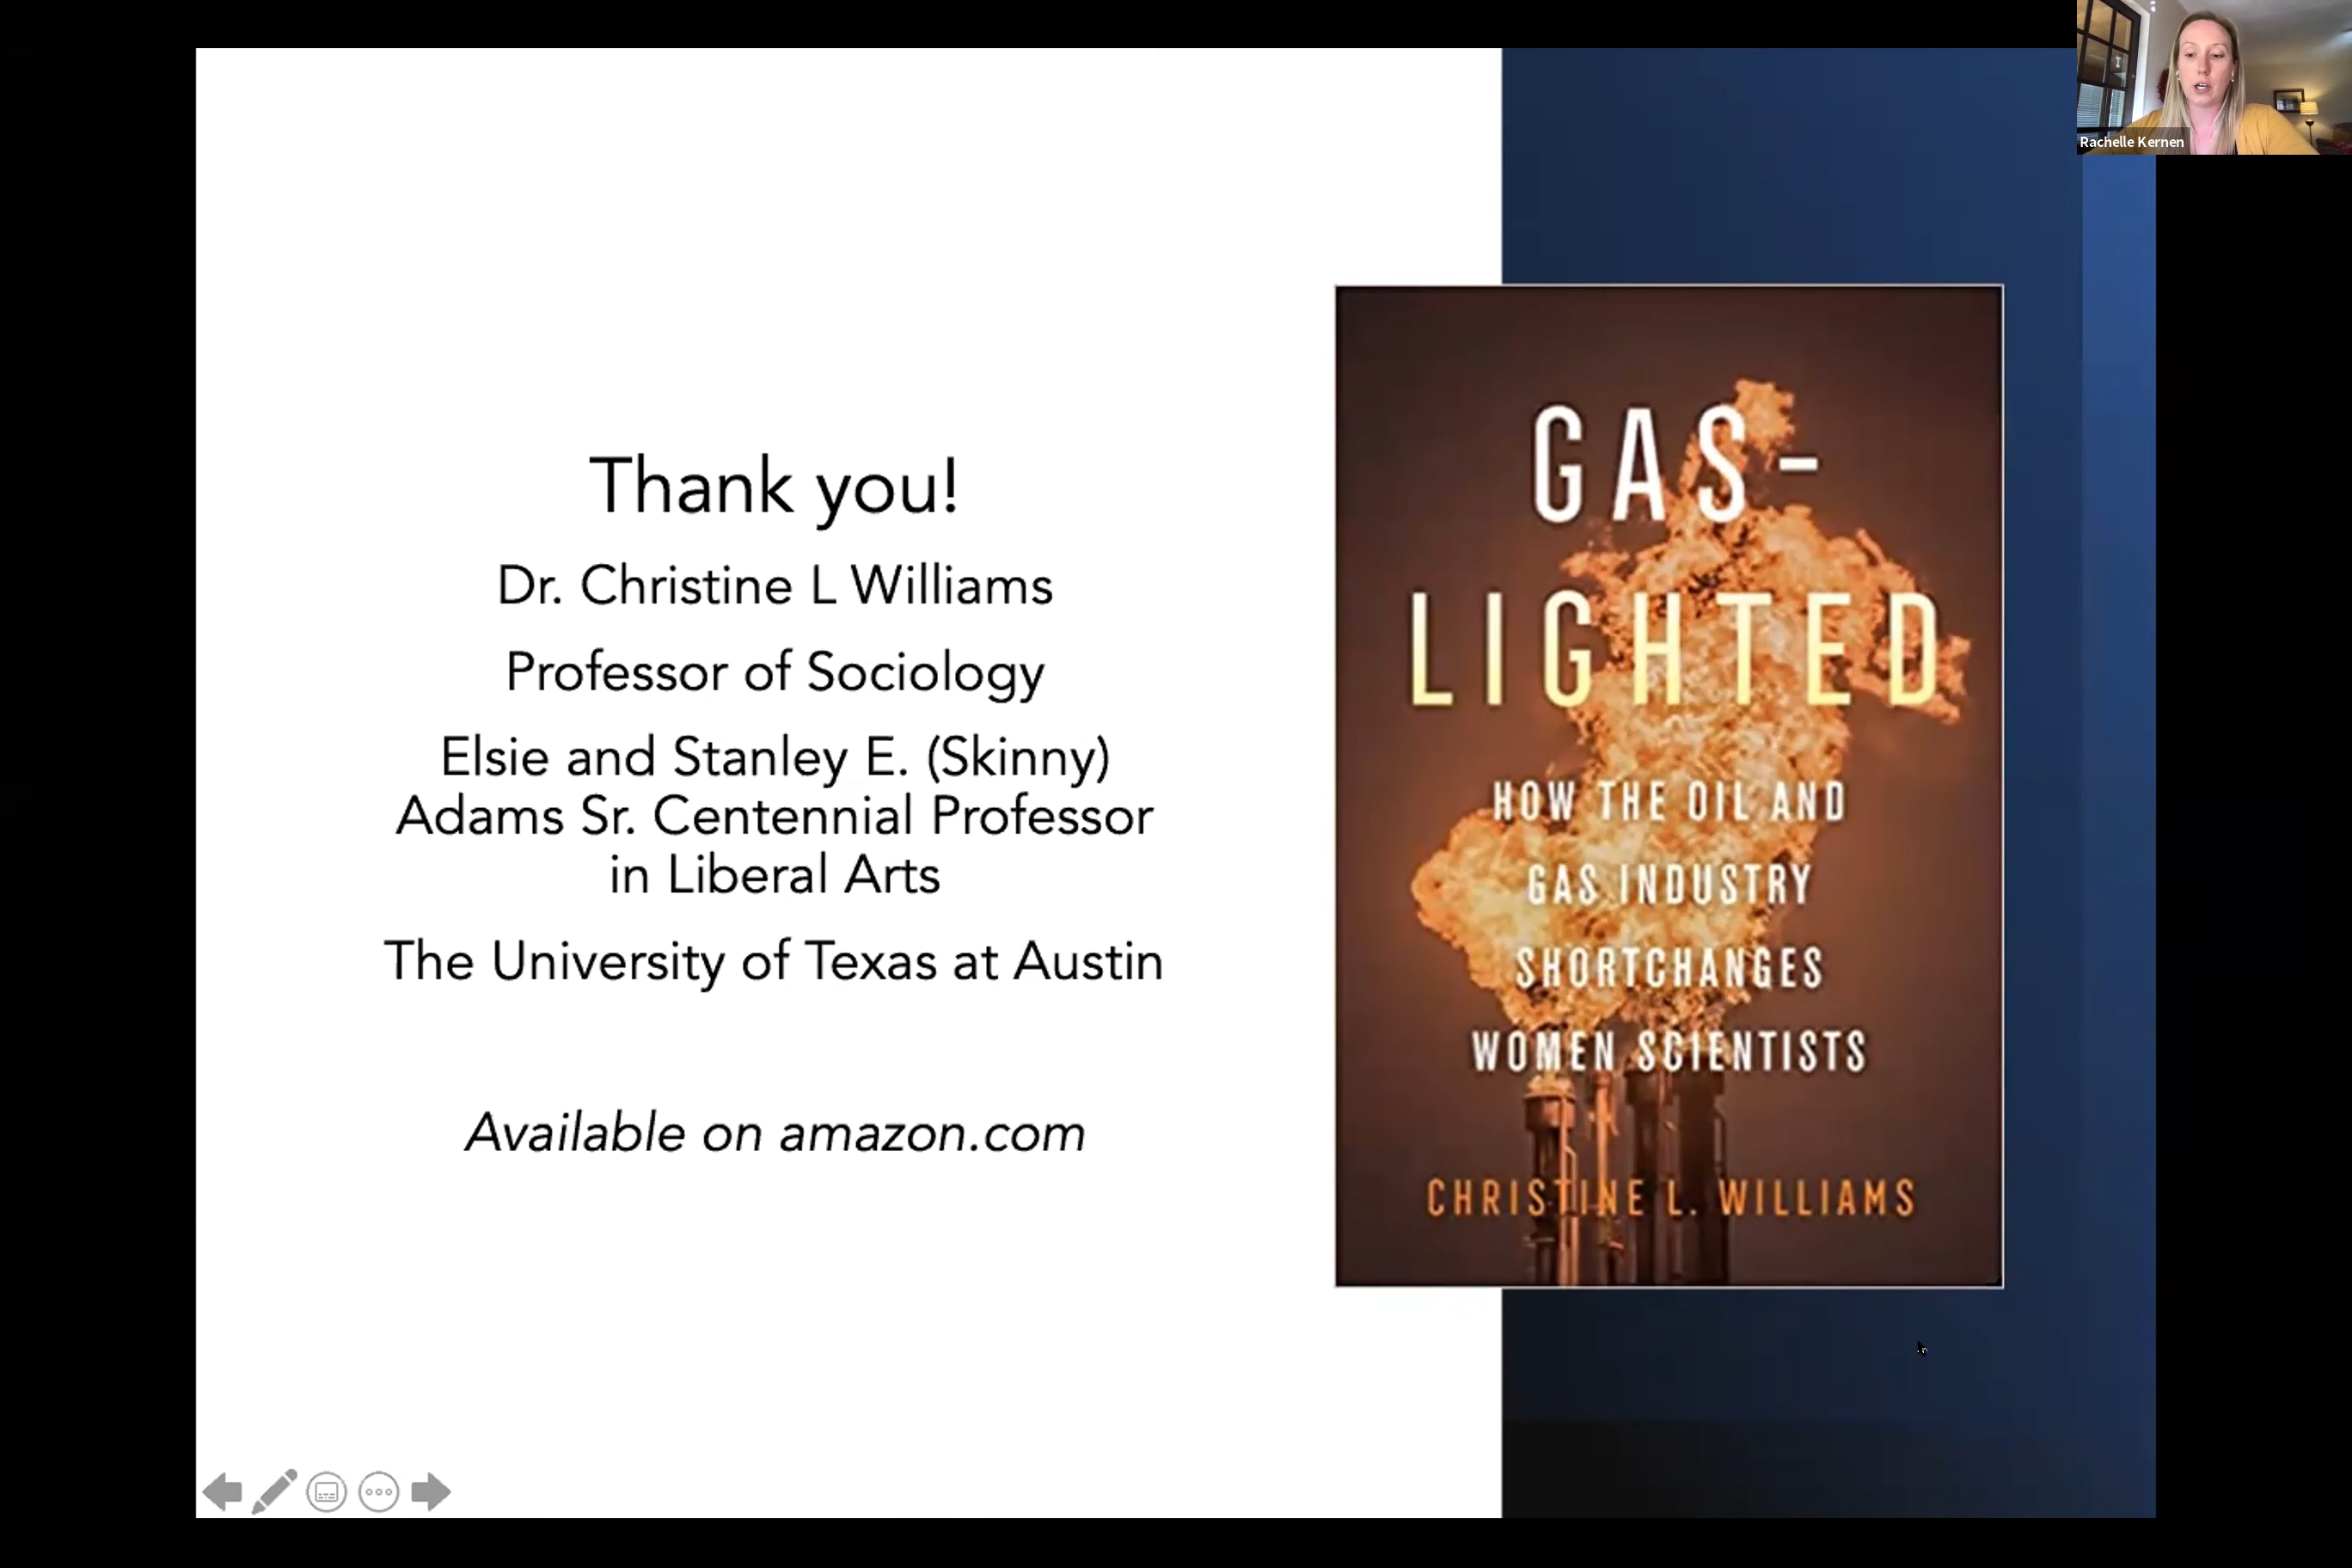 Rachelle Kernen
Thank you!
Dr. Christine L Williams
Professor of Sociology
Elsie and Stanley E. (Skinny)
Adams Sr. Centennial Professor
in Liberal Arts
The University of Texas at Austin
Available on amazon.com
GAS-
LIGHTED
HOW THE OIL AND
GAS INDUSTRY
SHORTCHANGES
WOMEN SCIENTISTS
CHRISTINE L. WILLIAMS